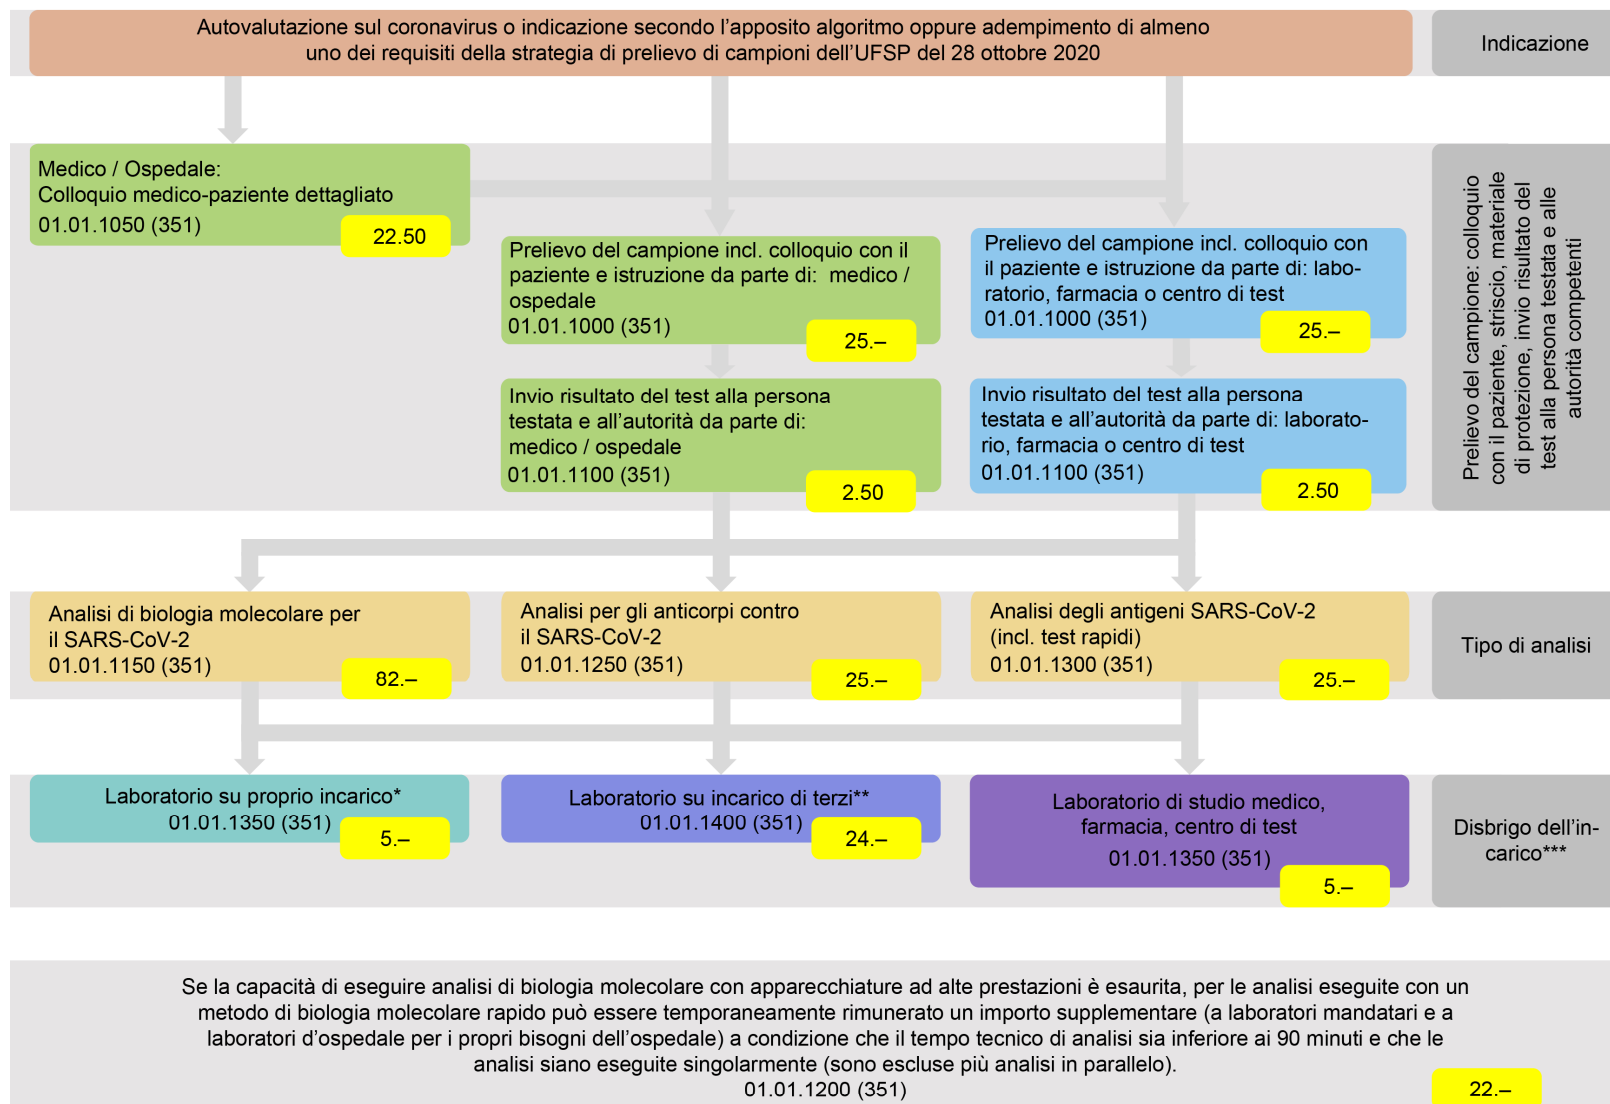 Autovalutazione sul coronavirus o indicazione secondo l'apposito algoritmo oppure adempimento di almeno
uno dei requisiti della strategia di prelievo di campioni dell'UFSP del 28 ottobre 2020
Indicazione
Medico / Ospedale:
Colloquio medico-paziente dettagliato
01.01.1050 (351)
22.50
Prelievo del campione incl. colloquio con il
paziente e istruzione da parte di:  medico /
ospedale
01.01.1000 (351)
25.–
Prelievo del campione incl. colloquio con
il paziente e istruzione da parte di: labo-
ratorio, farmacia o centro di test
01.01.1000 (351)
25.–
Invio risultato del test alla persona
testata e all'autorità da parte di:
medico / ospedale
01.01.1100 (351)
2.50
Invio risultato del test alla persona
testata e all'autorità da parte di: laborato-
rio, farmacia o centro di test
01.01.1100 (351)
2.50
Prelievo del campione: colloquio
con il paziente, striscio, materiale
di protezione, invio risultato del
test alla persona testata e alle
autorità competenti
Analisi di biologia molecolare per
il SARS-CoV-2
01.01.1150 (351)
82.–
Analisi per gli anticorpi contro
il SARS-CoV-2
01.01.1250 (351)
25.–
Analisi degli antigeni SARS-CoV-2
(incl. test rapidi)
01.01.1300 (351)
25.–
Tipo di analisi
Laboratorio su proprio incarico*
01.01.1350 (351)
5.–
Laboratorio su incarico di terzi**
01.01.1400 (351)
24.–
Laboratorio di studio medico,
farmacia, centro di test
01.01.1350 (351)
5.–
Disbrigo dell'in-
carico***
Se la capacità di eseguire analisi di biologia molecolare con apparecchiature ad alte prestazioni è esaurita, per le analisi eseguite con un
metodo di biologia molecolare rapido può essere temporaneamente rimunerato un importo supplementare (a laboratori mandatari e a
laboratori d'ospedale per i propri bisogni dell'ospedale) a condizione che il tempo tecnico di analisi sia inferiore ai 90 minuti e che le
analisi siano eseguite singolarmente (sono escluse più analisi in parallelo).
01.01.1200 (351)
22.–